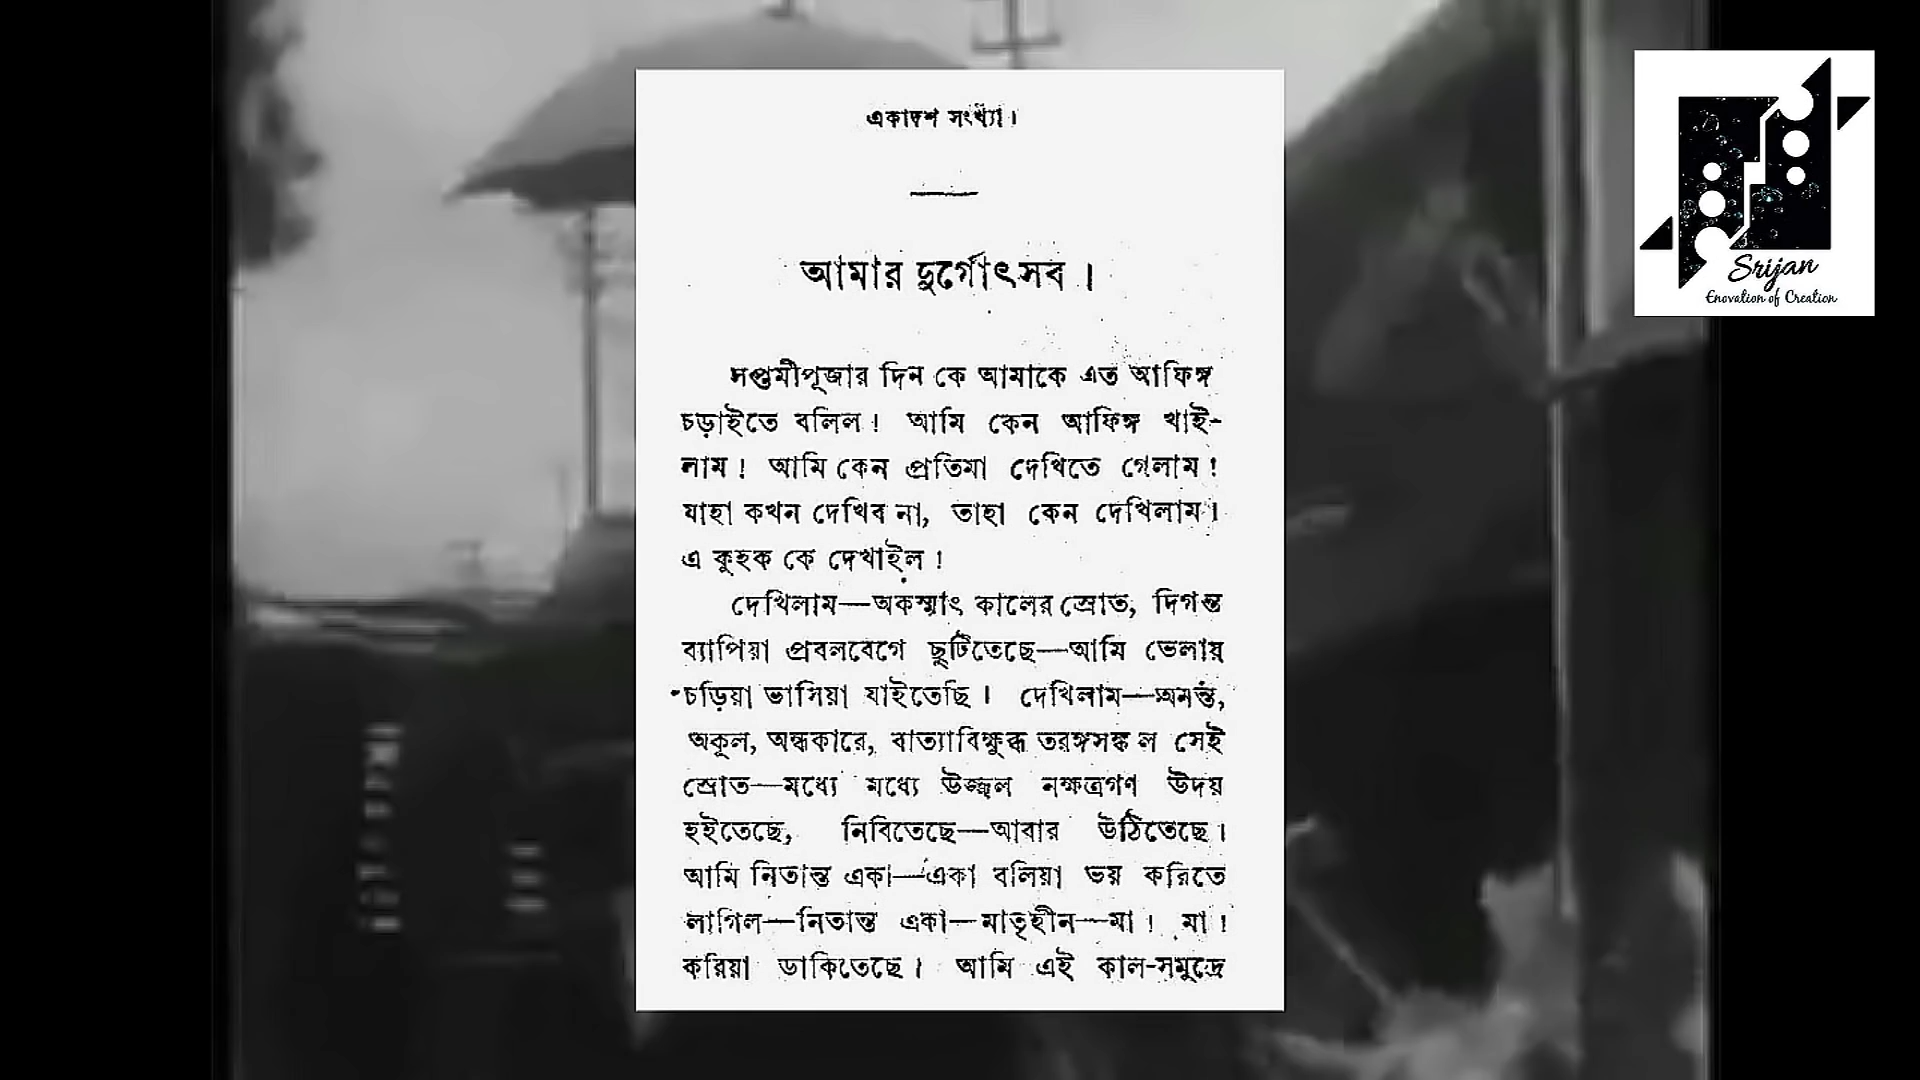 একাদশ সংখ্যা।
আমার দুর্গোৎসব।
সপ্তমীপূজার দিন কে আমাকে এত আফিঙ্গ
চড়াইতে বলিল! আমি কেন আফিঙ্গ খাই-
লাম! আমি কেন প্রতিমা দেখিতে গেলাম!
যাহা কখন দেখিব না, তাহা কেন দেখিলাম!
এ কুহক কে দেখাইল!
দেখিলাম—অকস্মাৎ কালের স্রোত, দিগন্ত
ব্যাপিয়া প্রবলবেগে ছুটিতেছে—আমি ভেলায়
চড়িয়া ভাসিয়া যাইতেছি। দেখিলাম—অনন্ত,
অকূল, অন্ধকারে, বাত্যাবিক্ষুব্ধ তরঙ্গসঙ্কুল সেই
স্রোত—মধ্যে মধ্যে উজ্জ্বল নক্ষত্রগণ উদয়
হইতেছে, নিবিতেছে—আবার উঠিতেছে।
আমি নিতান্ত একা—একা বলিয়া ভয় করিতে
লাগিল—নিতান্ত একা—মাতৃহীন—মা! মা!
করিয়া ডাকিতেছে। আমি এই কাল-সমুদ্রে
Srijan
Enovation of Creation